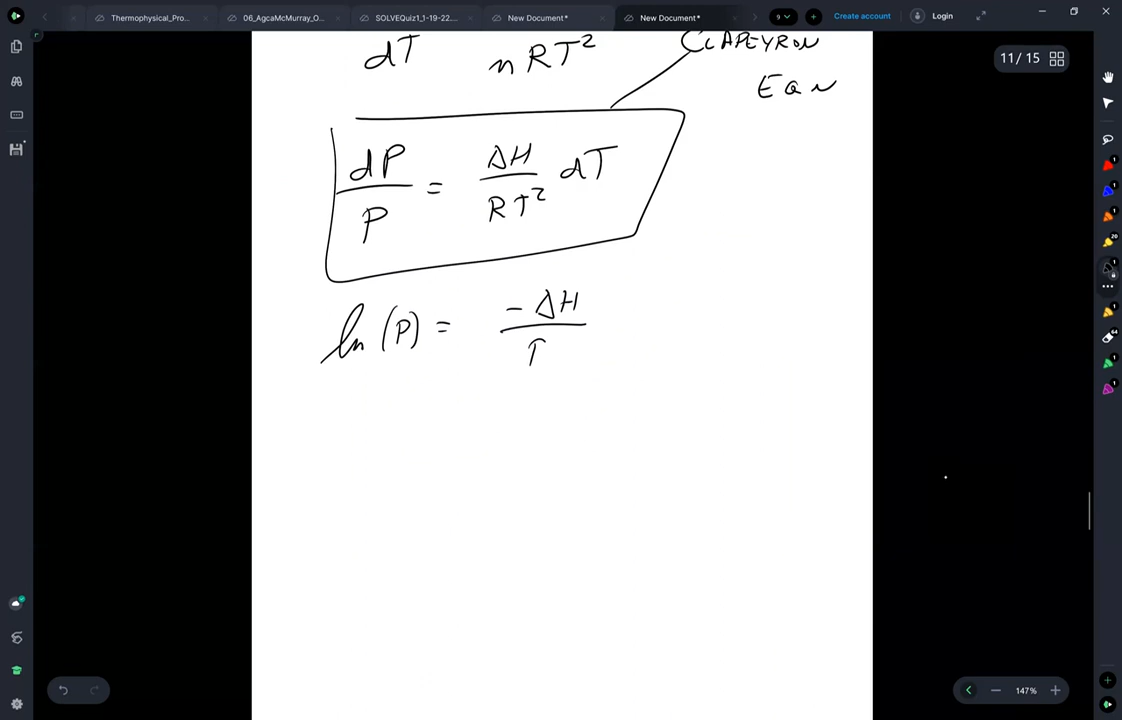 Thermophysical_Pro... 06_AgcaMcMurray_O... SOLVEQuiz1_1-19-22.... New Document* New Document* 9 Create account Login
CLAPEYRON
dT nRT²
EQN
11/ 15
dP/P = ΔH/RT² dT
ln(P) = -ΔH/T
147%